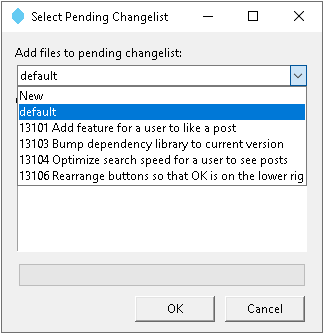 Select Pending Changelist
Add files to pending changelist:
default
New
default
13101 Add feature for a user to like a post
13103 Bump dependency library to current version
13104 Optimize search speed for a user to see posts
13106 Rearrange buttons so that OK is on the lower rig
OK
Cancel